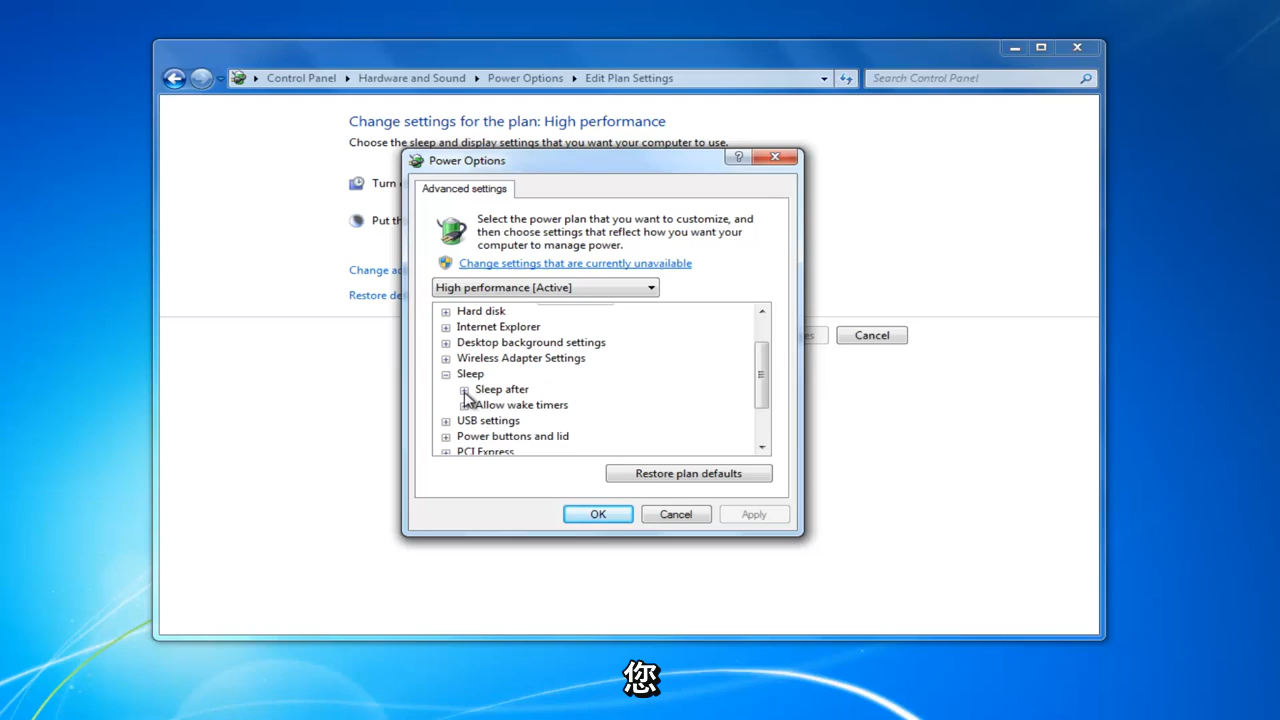 Control Panel
Hardware and Sound
Power Options
Edit Plan Settings
Search Control Panel
Change settings for the plan: High performance
Choose the sleep and display settings that you want your computer to use.
Turn
Put th
Change ad
Restore de
Cancel
Power Options
?
Advanced settings
Select the power plan that you want to customize, and
then choose settings that reflect how you want your
computer to manage power.
Change settings that are currently unavailable
High performance [Active]
Hard disk
Internet Explorer
Desktop background settings
Wireless Adapter Settings
Sleep
Sleep after
Allow wake timers
USB settings
Power buttons and lid
PCI Express
Restore plan defaults
OK
Cancel
Apply
您